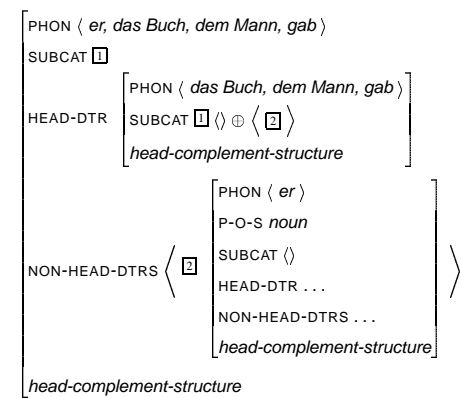 PHON ⟨ er, das Buch, dem Mann, gab ⟩
SUBCAT 1
PHON ⟨ das Buch, dem Mann, gab ⟩
HEAD-DTR SUBCAT 1 ⟨⟩ ⊕ ⟨ 2 ⟩
head-complement-structure
PHON ⟨ er ⟩
P-O-S noun
SUBCAT ⟨⟩
NON-HEAD-DTRS ⟨ 2 HEAD-DTR ... ⟩
NON-HEAD-DTRS ...
head-complement-structure
head-complement-structure